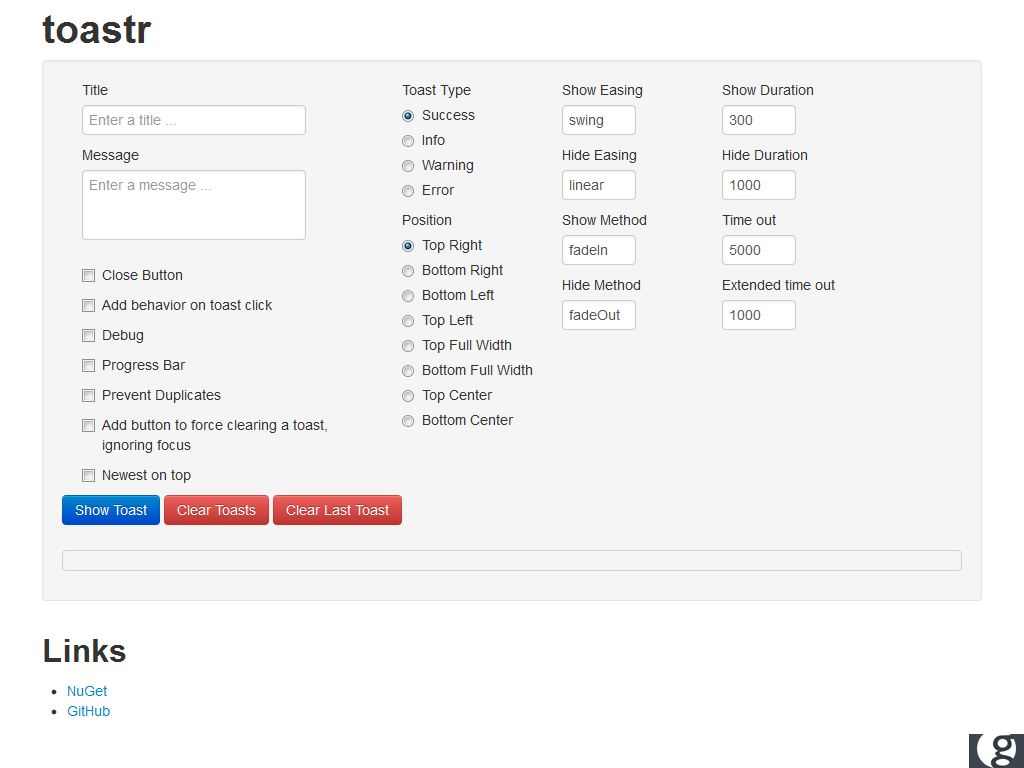 toastr
Title
Enter a title ...
Message
Enter a message ...
Close Button
Add behavior on toast click
Debug
Progress Bar
Prevent Duplicates
Add button to force clearing a toast,
ignoring focus
Newest on top
Toast Type
Success
Info
Warning
Error
Position
Top Right
Bottom Right
Bottom Left
Top Left
Top Full Width
Bottom Full Width
Top Center
Bottom Center
Show Easing
swing
Hide Easing
linear
Show Method
fadeIn
Hide Method
fadeOut
Show Duration
300
Hide Duration
1000
Time out
5000
Extended time out
1000
Show Toast
Clear Toasts
Clear Last Toast
Links
NuGet
GitHub
g